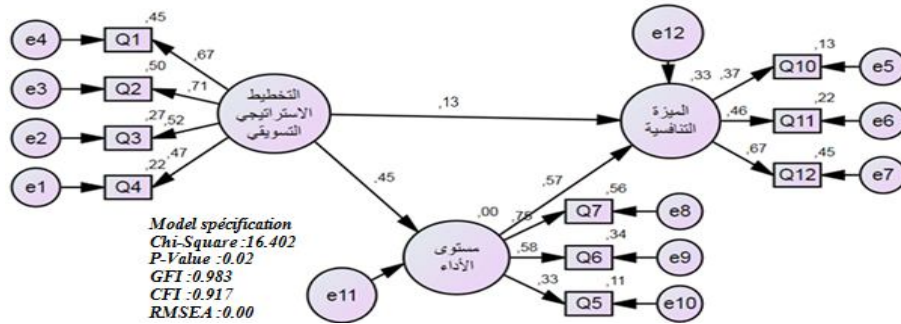 ,45
e4 Q1
,67
e12
,50
e3 Q2
,71
,13
Q10 e5
,33 ,37
التخطيط
الاستراتيجي
التسويقي
الميزة
التنافسية
,27 ,52
e2 Q3
,13
,46
,22
Q11 e6
,47
,22
e1 Q4
,67
,45
Q12 e7
,45
,57
,56
,00 ,75
Q7 e8
مستوى
الأداء
,34
,58
Q6 e9
,33
,11
Q5 e10
e11
Model spécification
Chi-Square :16.402
P-Value :0.02
GFI :0.983
CFI :0.917
RMSEA :0.00